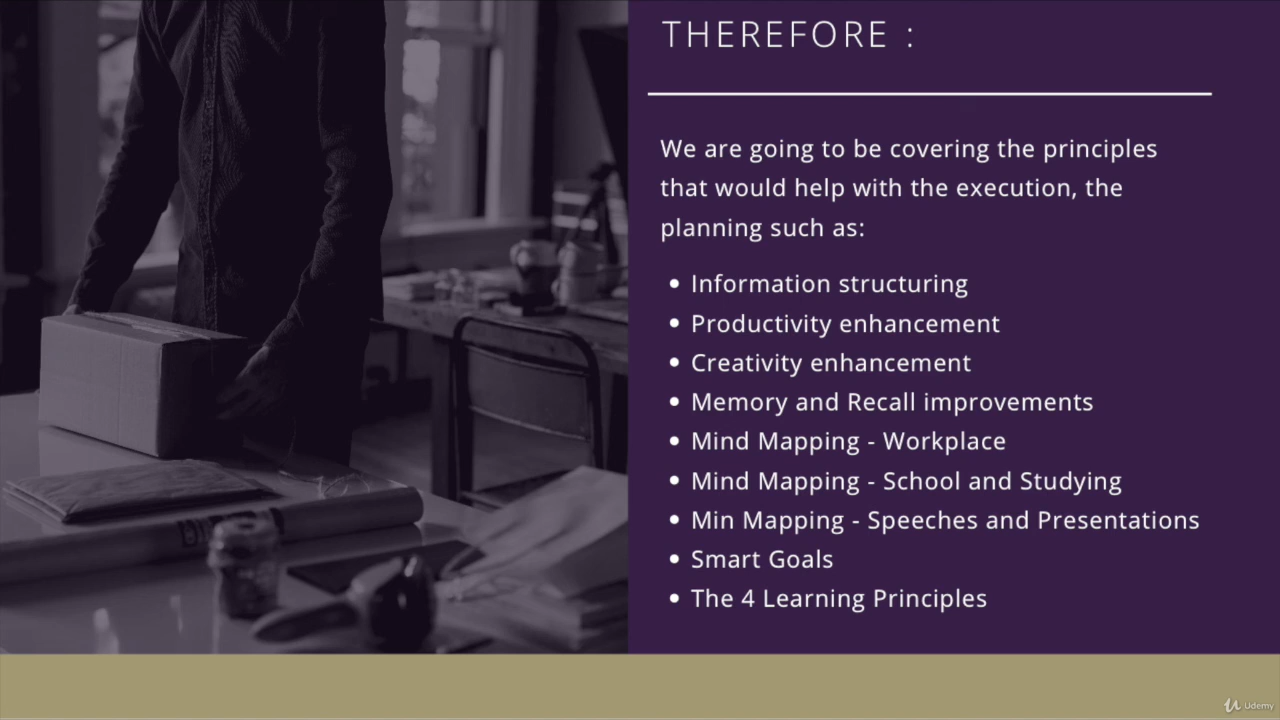 THEREFORE :
We are going to be covering the principles
that would help with the execution, the
planning such as:
• Information structuring
• Productivity enhancement
• Creativity enhancement
• Memory and Recall improvements
• Mind Mapping - Workplace
• Mind Mapping - School and Studying
• Min Mapping - Speeches and Presentations
• Smart Goals
• The 4 Learning Principles
Udemy